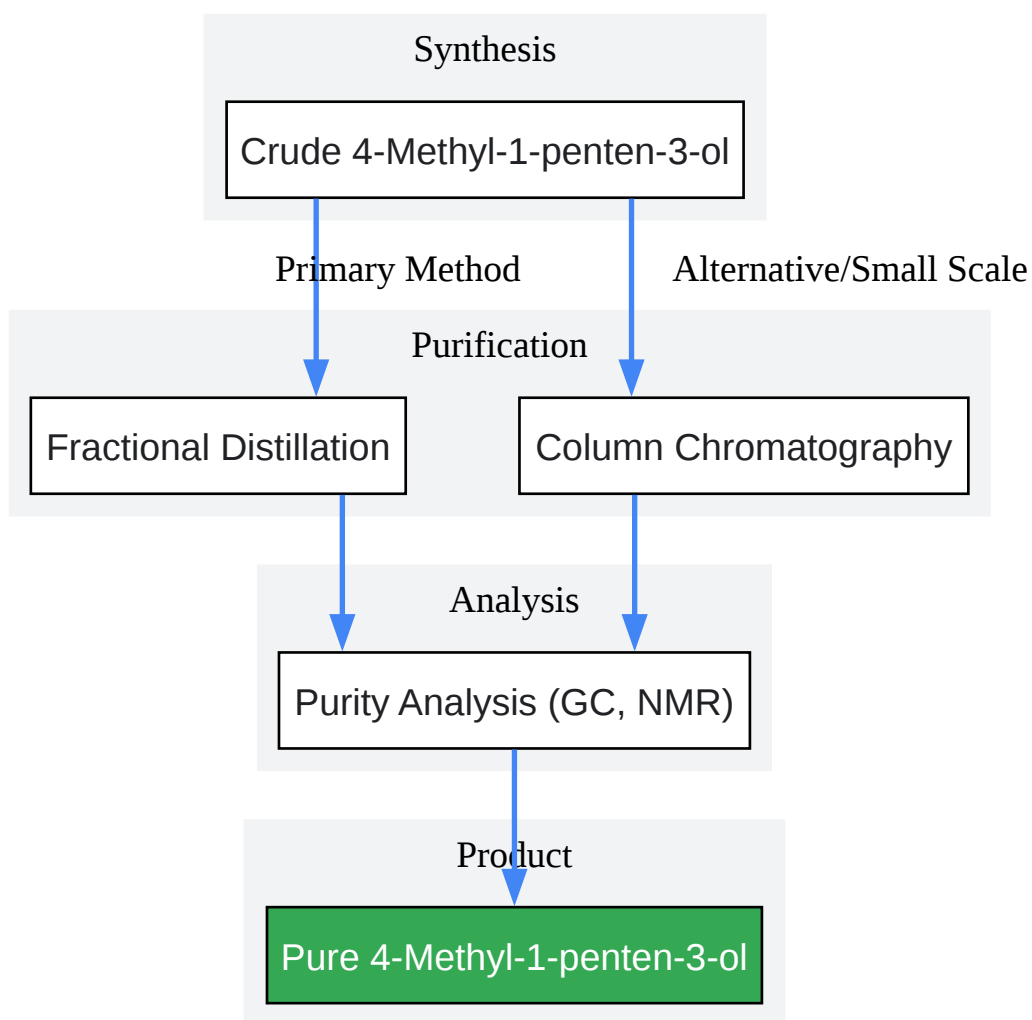 Synthesis
Crude 4-Methyl-1-penten-3-ol
Primary Method
Alternative/Small Scale
Purification
Fractional Distillation
Column Chromatography
Analysis
Purity Analysis (GC, NMR)
Product
Pure 4-Methyl-1-penten-3-ol